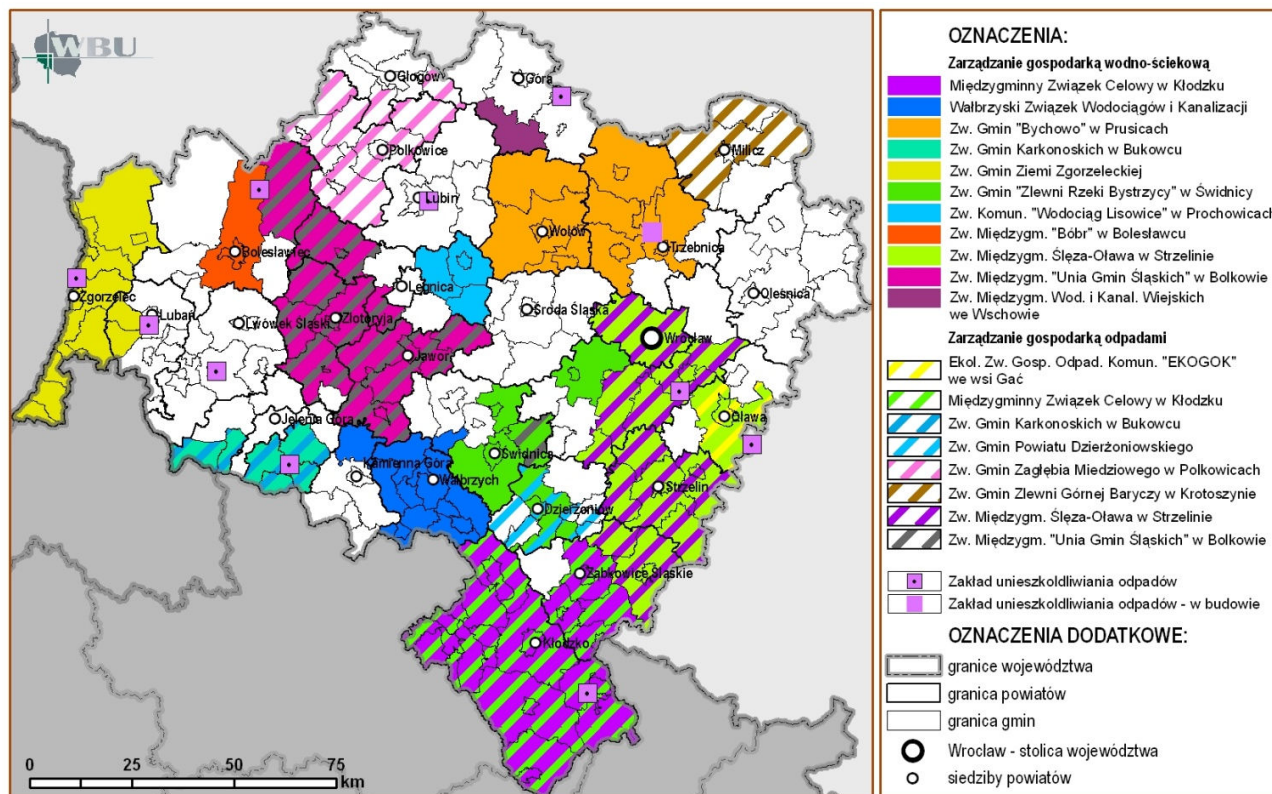 WBU
Głogów
Góra
Polkowice
Milicz
Lubin
Bolesławiec
Wołów
Trzebnica
Zgorzelec
Legnica
Oleśnica
Lubań
Lwówek Śląski
Złotoryja
Środa Śląska
Wrocław
Jawor
Jelenia Góra
Oława
Kamienna Góra
Świdnica
Wałbrzych
Strzelin
Dzierżoniów
Ząbkowice Śląskie
Kłodzko
0 25 50 75
km
OZNACZENIA:
Zarządzanie gospodarką wodno-ściekową
Międzygminny Związek Celowy w Kłodzku
Wałbrzyski Związek Wodociągów i Kanalizacji
Zw. Gmin "Bychowo" w Prusicach
Zw. Gmin Karkonoskich w Bukowcu
Zw. Gmin Ziemi Zgorzeleckiej
Zw. Gmin "Zlewni Rzeki Bystrzycy" w Świdnicy
Zw. Komun. "Wodociąg Lisowice" w Prochowicach
Zw. Międzygm. "Bóbr" w Bolesławcu
Zw. Międzygm. Ślęza-Oława w Strzelinie
Zw. Międzygm. "Unia Gmin Śląskich" w Bolkowie
Zw. Międzygm. Wod. i Kanal. Wiejskich
we Wschowie
Zarządzanie gospodarką odpadami
Ekol. Zw. Gosp. Odpad. Komun. "EKOGOK"
we wsi Gać
Międzygminny Związek Celowy w Kłodzku
Zw. Gmin Karkonoskich w Bukowcu
Zw. Gmin Powiatu Dzierżoniowskiego
Zw. Gmin Zagłębia Miedziowego w Polkowicach
Zw. Gmin Zlewni Górnej Baryczy w Krotoszynie
Zw. Międzygm. Ślęza-Oława w Strzelinie
Zw. Międzygm. "Unia Gmin Śląskich" w Bolkowie
Zakład unieszkoldliwiania odpadów
Zakład unieszkoldliwiania odpadów - w budowie
OZNACZENIA DODATKOWE:
granice województwa
granica powiatów
granica gmin
Wrocław - stolica województwa
siedziby powiatów